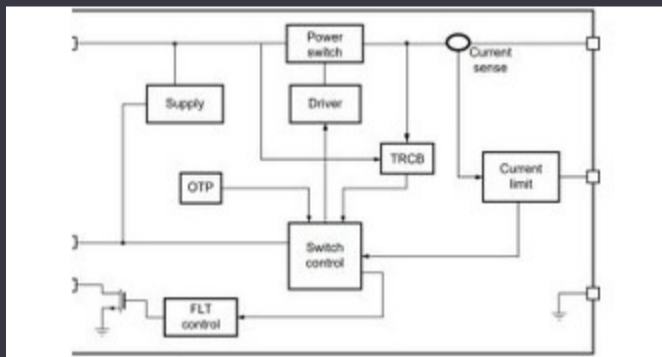 Power
switch
Current
sense
Supply
Driver
TRCB
Current
limit
OTP
Switch
control
FLT
control